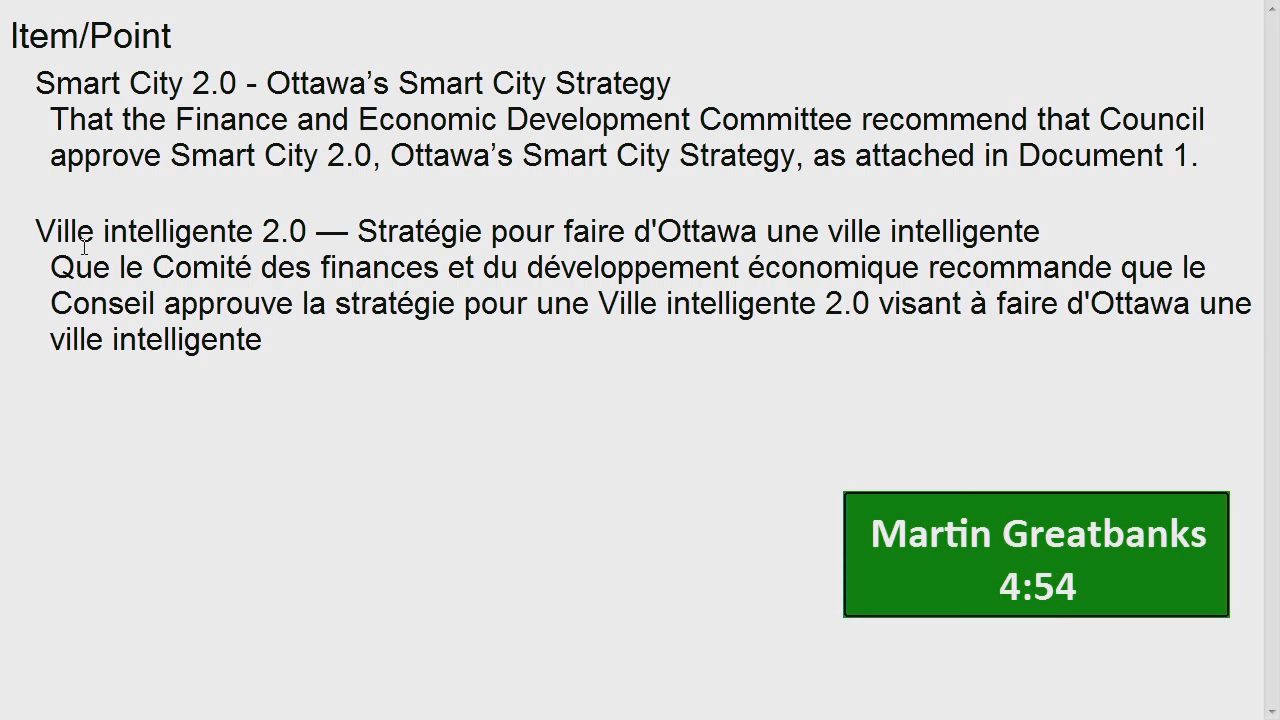 Item/Point
Smart City 2.0 - Ottawa’s Smart City Strategy
That the Finance and Economic Development Committee recommend that Council
approve Smart City 2.0, Ottawa’s Smart City Strategy, as attached in Document 1.
Ville intelligente 2.0 — Stratégie pour faire d'Ottawa une ville intelligente
Que le Comité des finances et du développement économique recommande que le
Conseil approuve la stratégie pour une Ville intelligente 2.0 visant à faire d'Ottawa une
ville intelligente
Martin Greatbanks
4:54